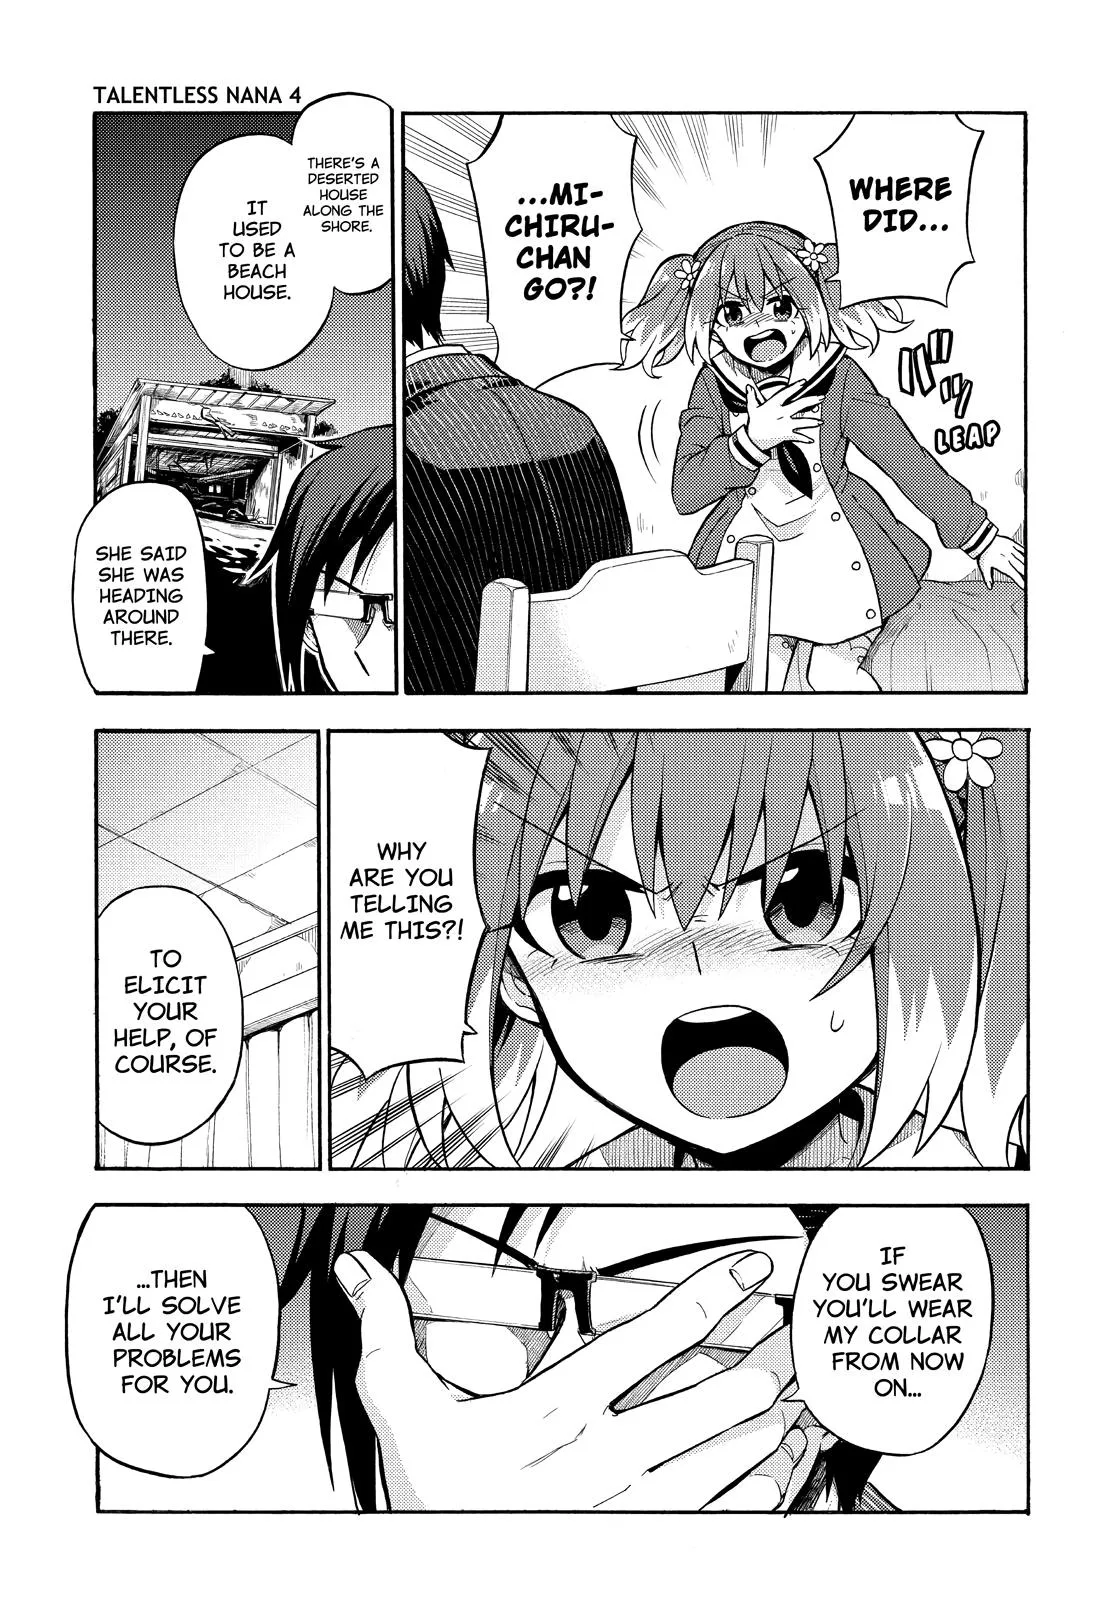 TALENTLESS NANA 4
WHERE
DID...
...MI-
CHIRU-
CHAN
GO?!
LEAP
THERE'S A
DESERTED
HOUSE
ALONG THE
SHORE.
IT
USED
TO BE A
BEACH
HOUSE.
SHE SAID
SHE WAS
HEADING
AROUND
THERE.
WHY
ARE YOU
TELLING
ME THIS?!
TO
ELICIT
YOUR
HELP, OF
COURSE.
IF
YOU SWEAR
YOU'LL WEAR
MY COLLAR
FROM NOW
ON...
...THEN
I'LL SOLVE
ALL YOUR
PROBLEMS
FOR YOU.